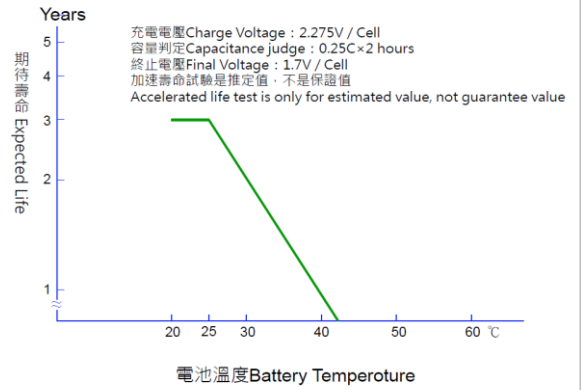 Years
充電電壓Charge Voltage：2.275V / Cell
容量判定Capacitance judge：0.25C×2 hours
終止電壓Final Voltage：1.7V / Cell
加速壽命試驗是推定值，不是保證值
Accelerated life test is only for estimated value, not guarantee value
期待壽命 Expected Life
5
4
3
2
1
20 25 30 40 50 60 ℃
電池溫度Battery Temperoture